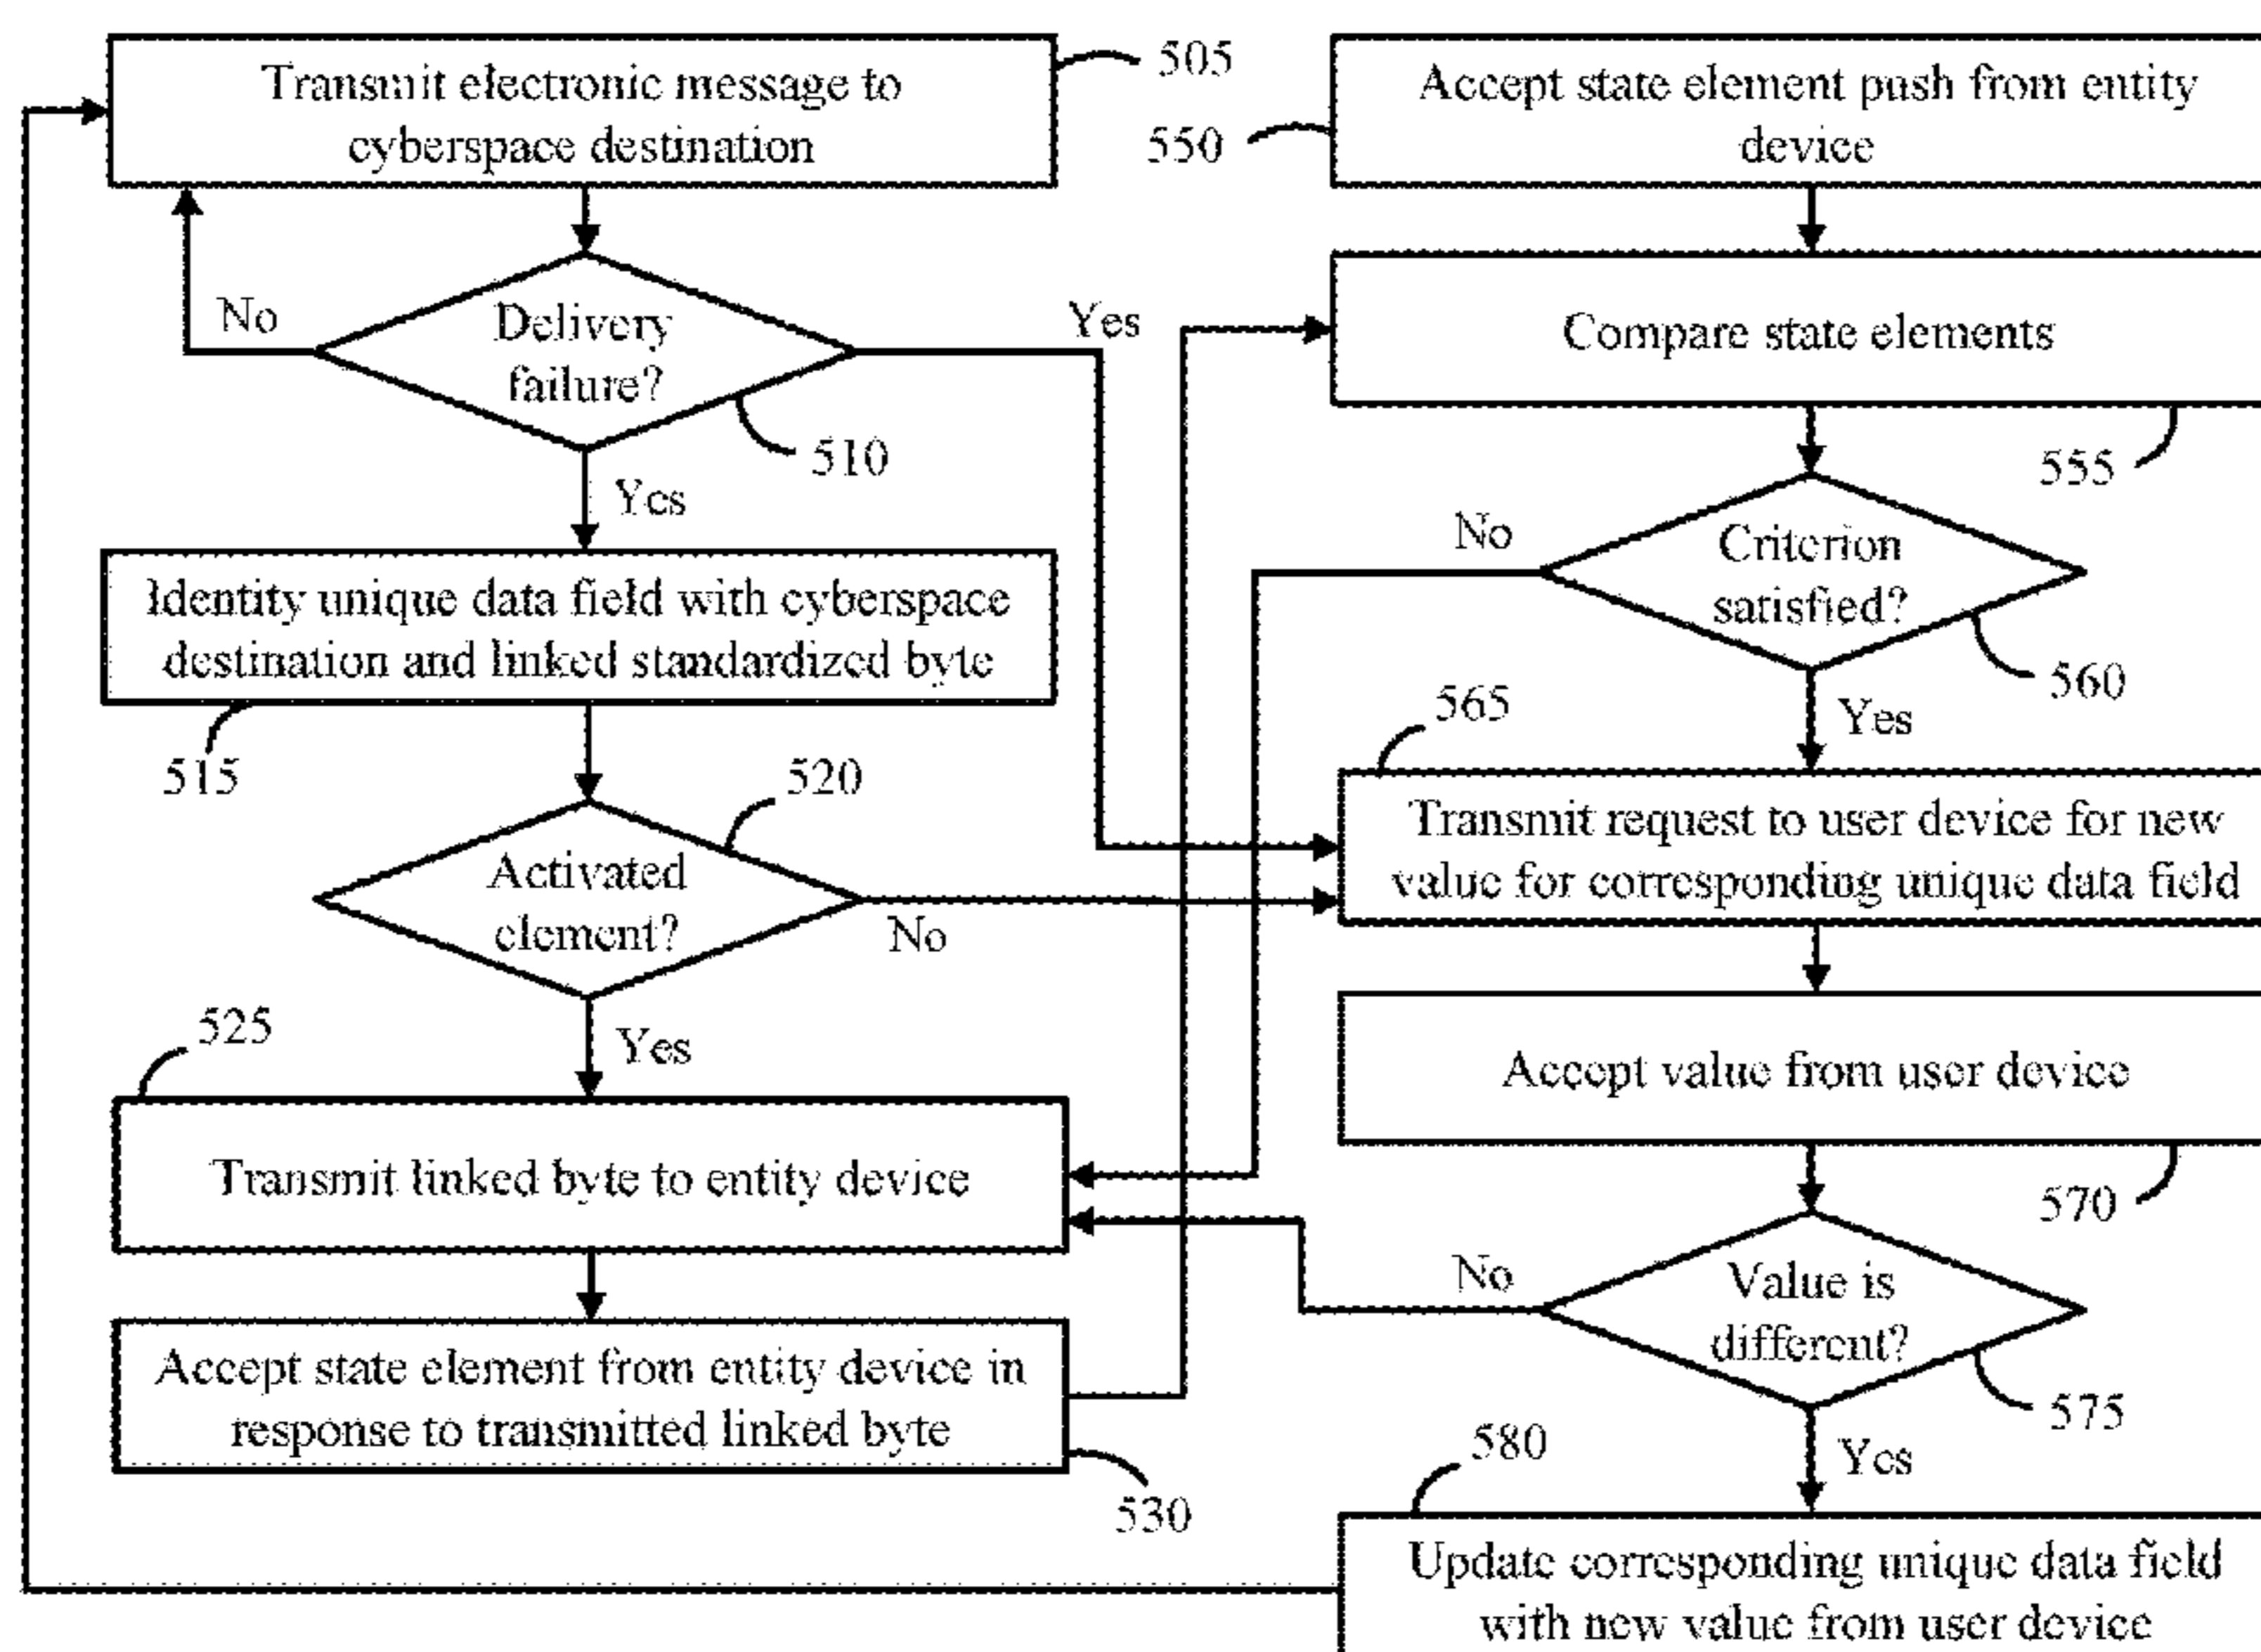 Transmit electronic message to
cyberspace destination
505
No
Delivery
failure?
Yes
510
Yes
Identity unique data field with cyberspace
destination and linked standardized byte
515
520
Activated
element?
No
Yes
525
Transmit linked byte to entity device
Accept state element from entity device in
response to transmitted linked byte
530
Accept state element push from entity
device
550
Compare state elements
555
No
Criterion
satisfied?
560
Yes
565
Transmit request to user device for new
value for corresponding unique data field
Accept value from user device
570
No
Value is
different?
575
Yes
580
Update corresponding unique data field
with new value from user device